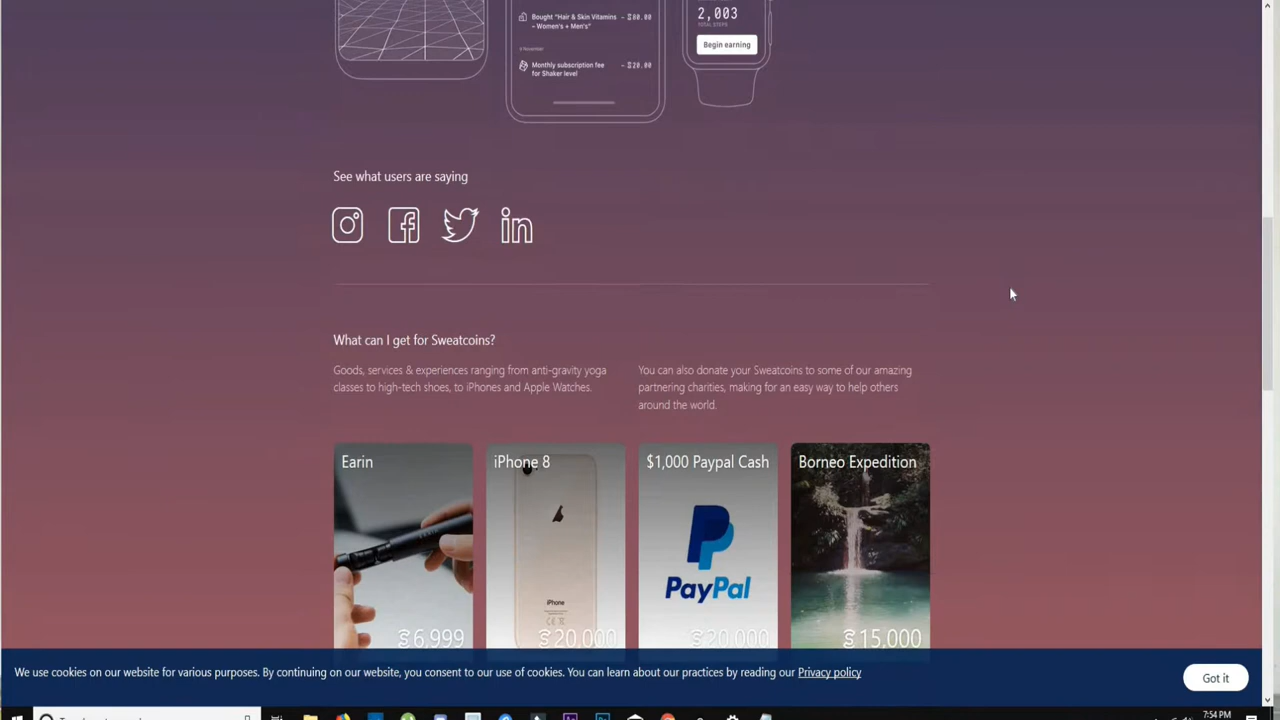 2,003
TOTAL STEPS
Begin earning
Bought "Hair & Skin Vitamins
– Women's + Men's"
80.00
Monthly subscription fee
for Shaker level
20.00
See what users are saying
What can I get for Sweatcoins?
Goods, services & experiences ranging from anti-gravity yoga
classes to high-tech shoes, to iPhones and Apple Watches.
You can also donate your Sweatcoins to some of our amazing
partnering charities, making for an easy way to help others
around the world.
Earin
6,999
iPhone 8
iPhone
20,000
$1,000 Paypal Cash
PayPal
20,000
Borneo Expedition
15,000
We use cookies on our website for various purposes. By continuing on our website, you consent to our use of cookies. You can learn about our practices by reading our Privacy policy
Got it
7:54 PM